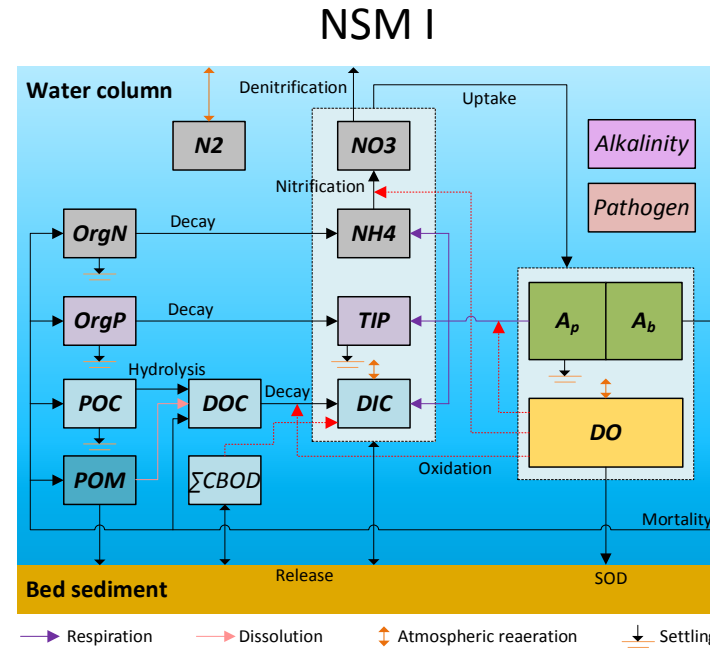 NSM I
Water column
Denitrification
Uptake
N2
NO3
Alkalinity
Nitrification
Pathogen
OrgN
Decay
NH4
OrgP
Decay
TIP
Ap
Ab
Hydrolysis
POC
DOC
Decay
DIC
DO
POM
∑CBOD
Oxidation
Mortality
Bed sediment
Release
SOD
Respiration
Dissolution
Atmospheric reaeration
Settling